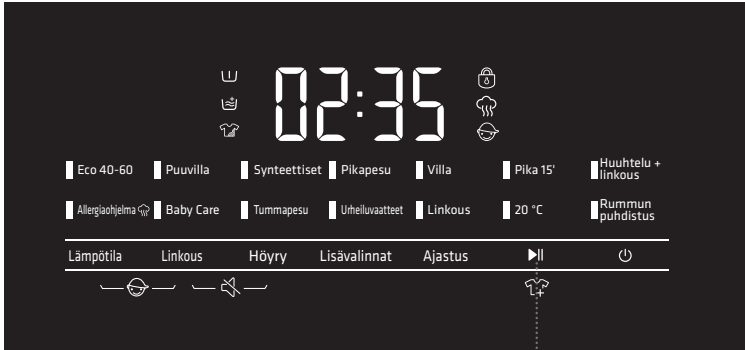 02:35
Eco 40-60 Puuvilla Synteettiset Pikapesu Villa Pika 15' Huuhtelu +
linkous
Allergiaohjelma Baby Care Tummapesu Urheiluvaatteet Linkous 20 °C Rummun
puhdistus
Lämpötila Linkous Höyry Lisävalinnat Ajastus